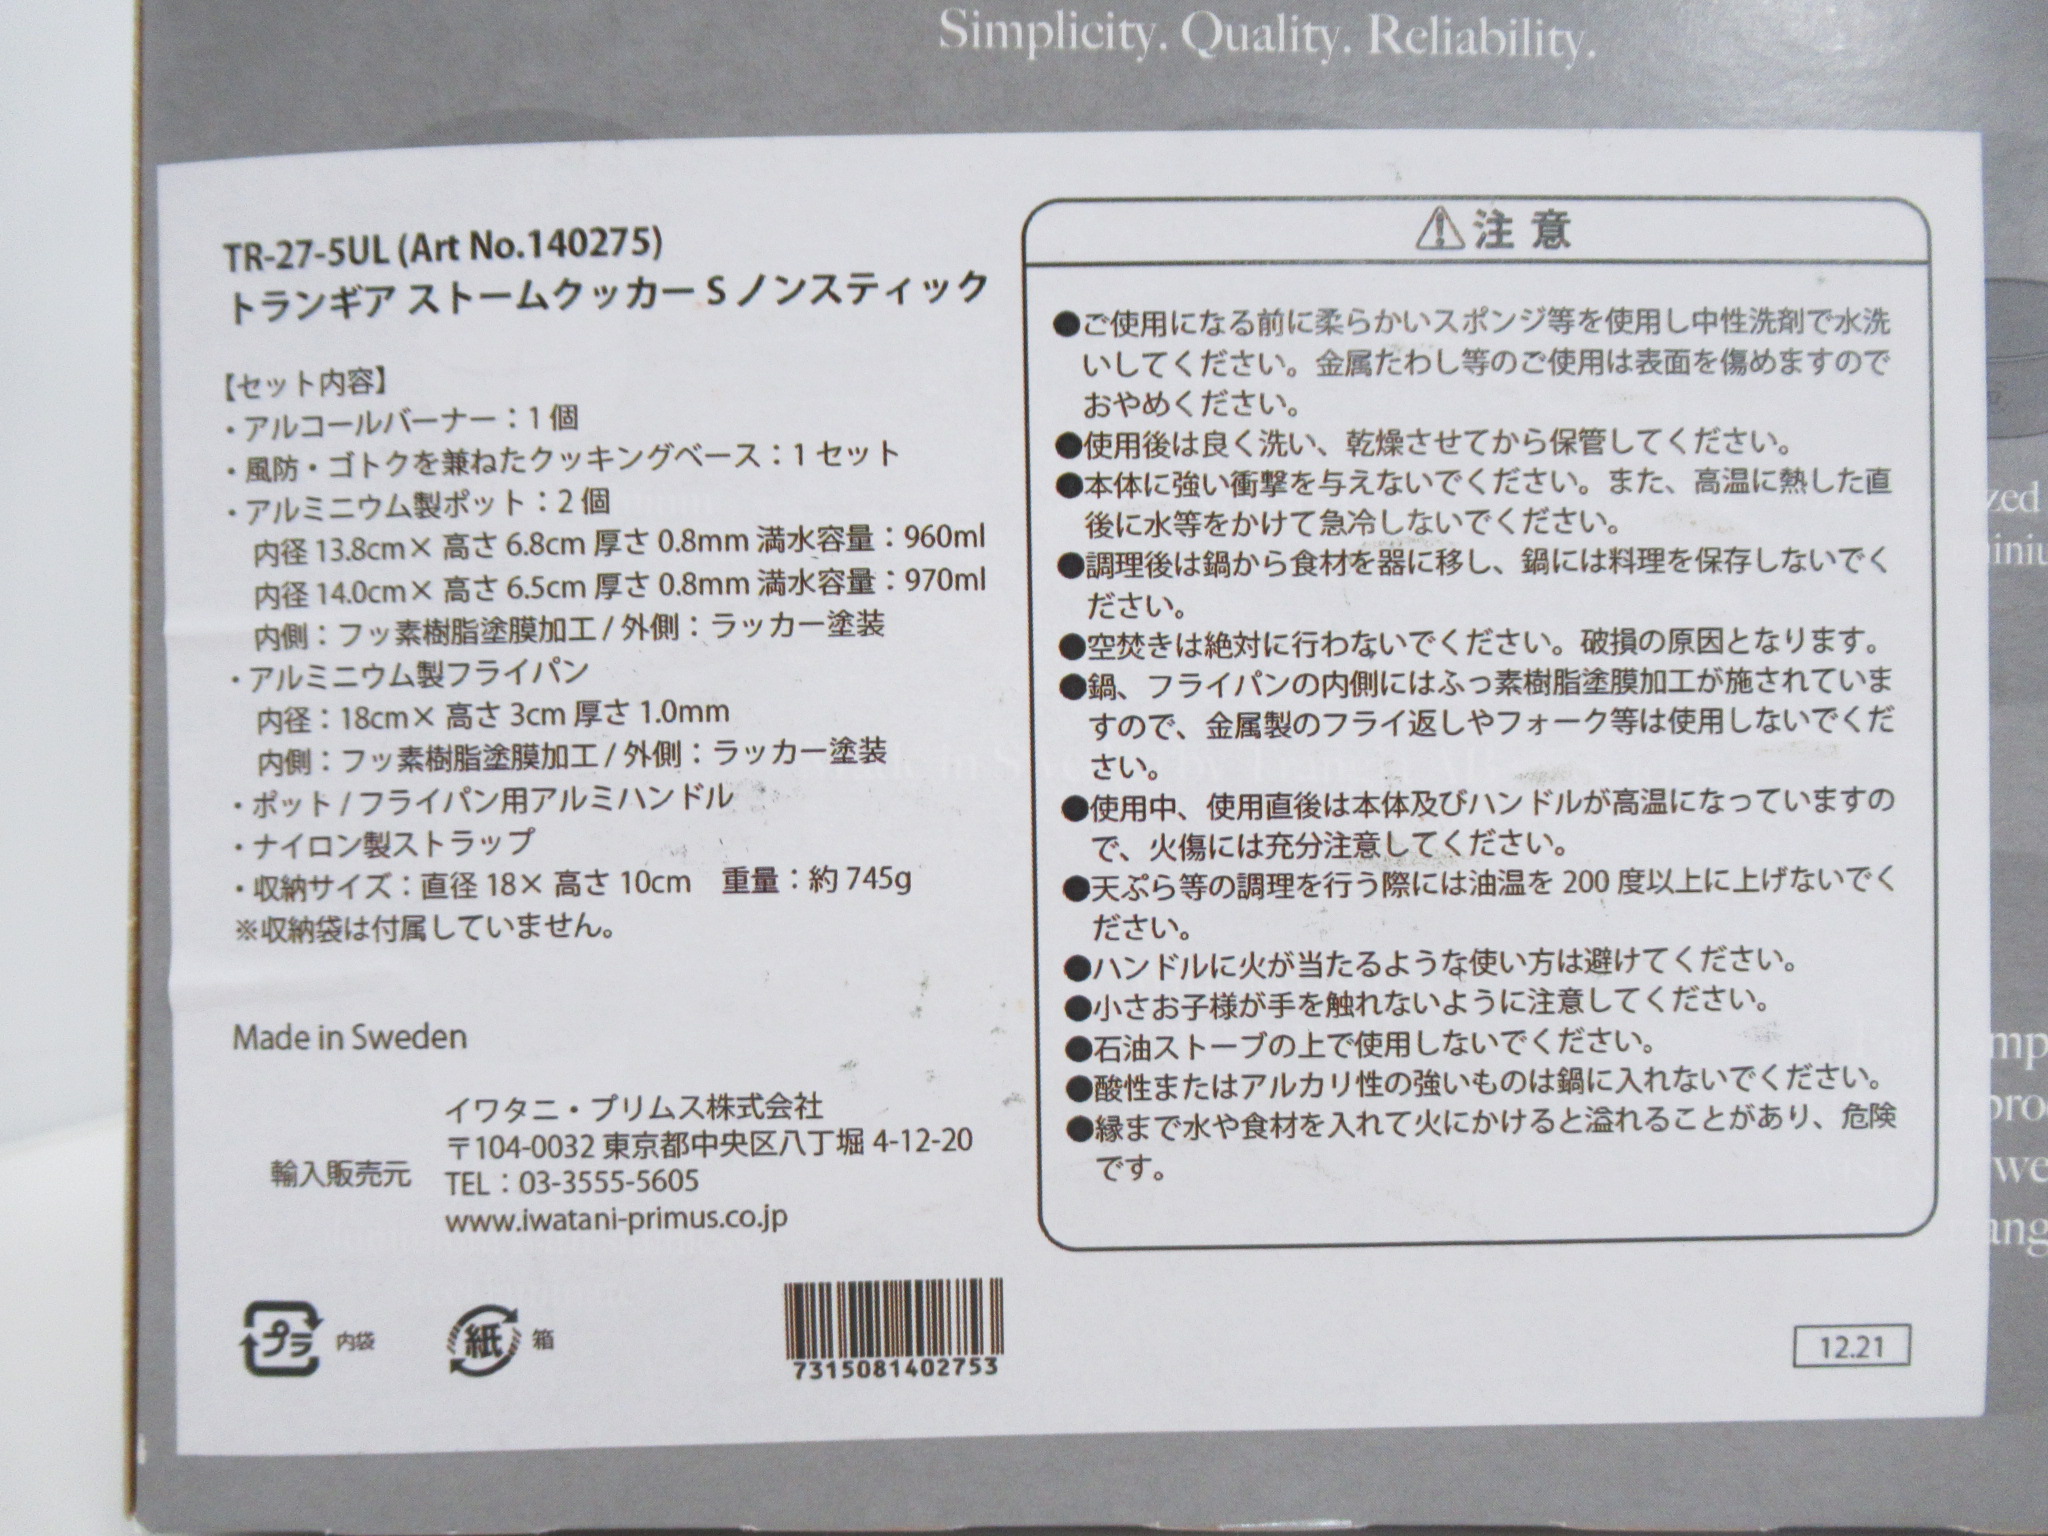 Simplicity. Quality. Reliability.
TR-27-5UL (Art No.140275)
トランギア ストームクッカー S ノンスティック
【セット内容】
・アルコールバーナー：1 個
・風防・ゴトクを兼ねたクッキングベース：1 セット
・アルミニウム製ポット：2 個
内径 13.8cm× 高さ 6.8cm 厚さ 0.8mm 満水容量：960ml
内径 14.0cm× 高さ 6.5cm 厚さ 0.8mm 満水容量：970ml
内側：フッ素樹脂塗膜加工 / 外側：ラッカー塗装
・アルミニウム製フライパン
内径：18cm× 高さ 3cm 厚さ 1.0mm
内側：フッ素樹脂塗膜加工 / 外側：ラッカー塗装
・ポット / フライパン用アルミハンドル
・ナイロン製ストラップ
・収納サイズ：直径 18× 高さ 10cm　重量：約 745g
※収納袋は付属していません。
Made in Sweden
輸入販売元
イワタニ・プリムス株式会社
〒104-0032 東京都中央区八丁堀 4-12-20
TEL：03-3555-5605
www.iwatani-primus.co.jp
プラ 内袋
紙 箱
7315081402753
⚠注 意
●ご使用になる前に柔らかいスポンジ等を使用し中性洗剤で水洗
いしてください。金属たわし等のご使用は表面を傷めますので
おやめください。
●使用後は良く洗い、乾燥させてから保管してください。
●本体に強い衝撃を与えないでください。また、高温に熱した直
後に水等をかけて急冷しないでください。
●調理後は鍋から食材を器に移し、鍋には料理を保存しないでく
ださい。
●空焚きは絶対に行わないでください。破損の原因となります。
●鍋、フライパンの内側にはふっ素樹脂塗膜加工が施されていま
すので、金属製のフライ返しやフォーク等は使用しないでくだ
さい。
●使用中、使用直後は本体及びハンドルが高温になっていますの
で、火傷には充分注意してください。
●天ぷら等の調理を行う際には油温を 200 度以上に上げないでく
ださい。
●ハンドルに火が当たるような使い方は避けてください。
●小さお子様が手を触れないように注意してください。
●石油ストーブの上で使用しないでください。
●酸性またはアルカリ性の強いものは鍋に入れないでください。
●縁まで水や食材を入れて火にかけると溢れることがあり、危険
です。
12.21